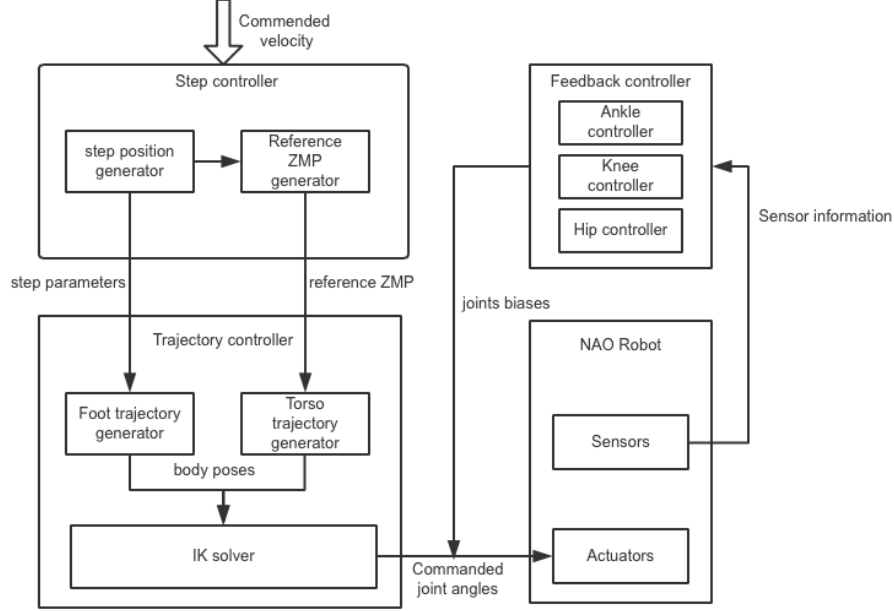 Commended
velocity
Step controller
step position
generator
Reference
ZMP
generator
step parameters
reference ZMP
Trajectory controller
Foot trajectory
generator
Torso
trajectory
generator
body poses
IK solver
Feedback controller
Ankle
controller
Knee
controller
Hip controller
Sensor information
joints biases
NAO Robot
Sensors
Actuators
Commanded
joint angles